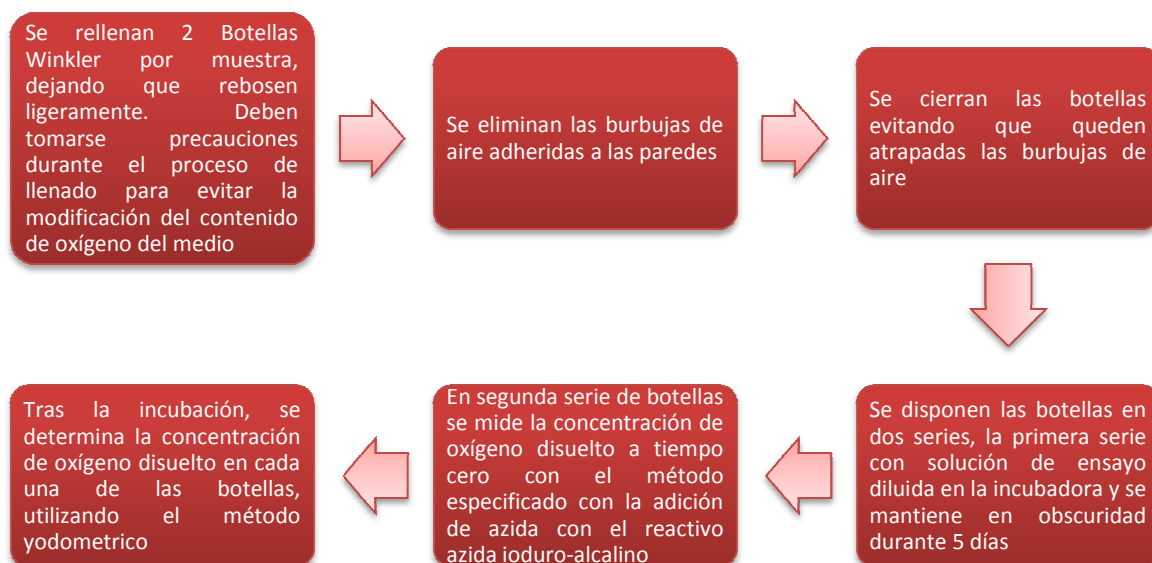 Se rellenan 2 Botellas
Winkler por muestra,
dejando que rebosen
ligeramente. Deben
tomarse precauciones
durante el proceso de
llenado para evitar la
modificación del contenido
de oxígeno del medio
Se eliminan las burbujas de
aire adheridas a las paredes
Se cierran las botellas
evitando que queden
atrapadas las burbujas de
aire
Se disponen las botellas en
dos series, la primera serie
con solución de ensayo
diluida en la incubadora y se
mantiene en obscuridad
durante 5 días
En segunda serie de botellas
se mide la concentración de
oxígeno disuelto a tiempo
cero con el método
especificado con la adición
de azida con el reactivo
azida ioduro-alcalino
Tras la incubación, se
determina la concentración
de oxígeno disuelto en cada
una de las botellas,
utilizando el método
yodometrico